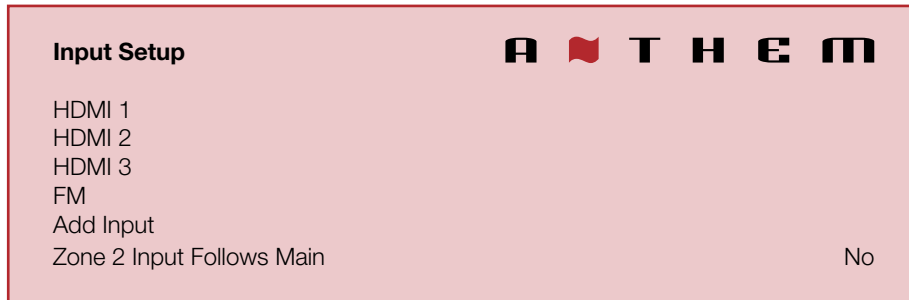 Input Setup
ANTHEM
HDMI 1
HDMI 2
HDMI 3
FM
Add Input
Zone 2 Input Follows Main No